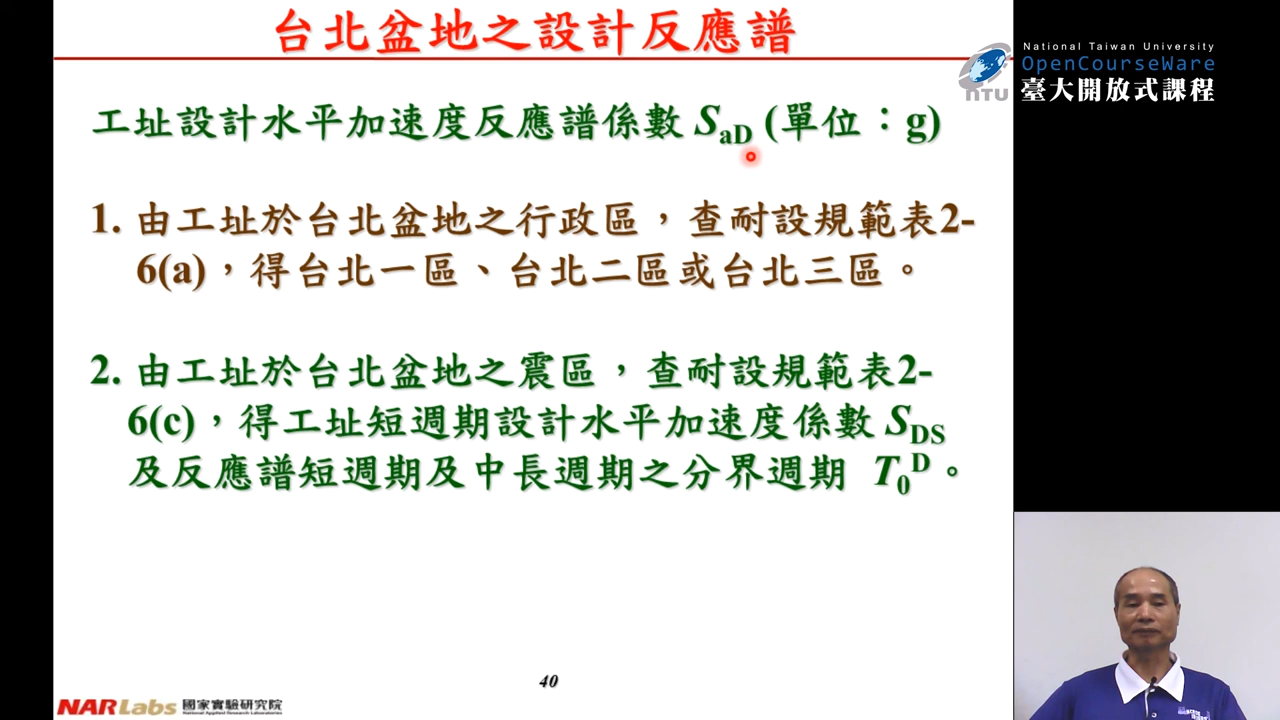 台北盆地之設計反應譜
工址設計水平加速度反應譜係數 SaD (單位：g)
1. 由工址於台北盆地之行政區，查耐設規範表2-
6(a)，得台北一區、台北二區或台北三區。
2. 由工址於台北盆地之震區，查耐設規範表2-
6(c)，得工址短週期設計水平加速度係數 SDS
及反應譜短週期及中長週期之分界週期 T0D。
40
NARLabs 國家實驗研究院
National Applied Research Laboratories
NTU
National Taiwan University
OpenCourseWare
臺大開放式課程